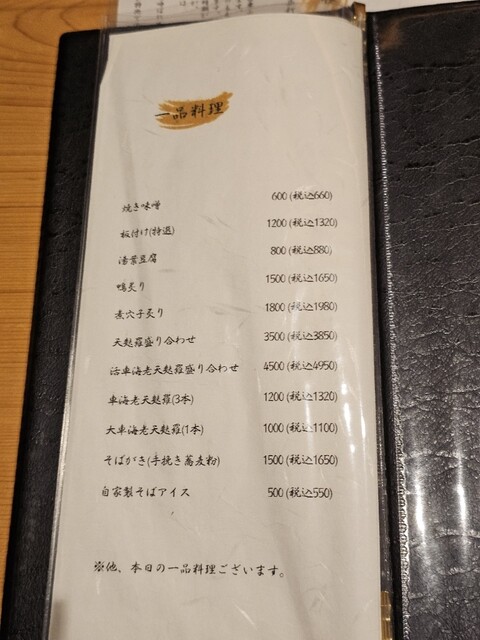 一品料理
焼き味噌 600(税込660)
板付け(特選) 1200(税込1320)
湯葉豆腐 800(税込880)
鴨炙り 1500(税込1650)
煮穴子炙り 1800(税込1980)
天麩羅盛り合わせ 3500(税込3850)
活車海老天麩羅盛り合わせ 4500(税込4950)
車海老天麩羅(3本) 1200(税込1320)
大車海老天麩羅(1本) 1000(税込1100)
そばがき(手挽き蕎麦粉) 1500(税込1650)
自家製そばアイス 500(税込550)
※他、本日の一品料理ございます。